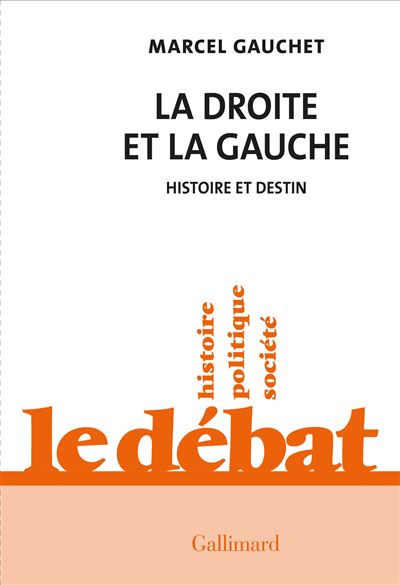 MARCEL GAUCHET
LA DROITE
ET LA GAUCHE
HISTOIRE ET DESTIN
histoire
politique
société
le débat
Gallimard